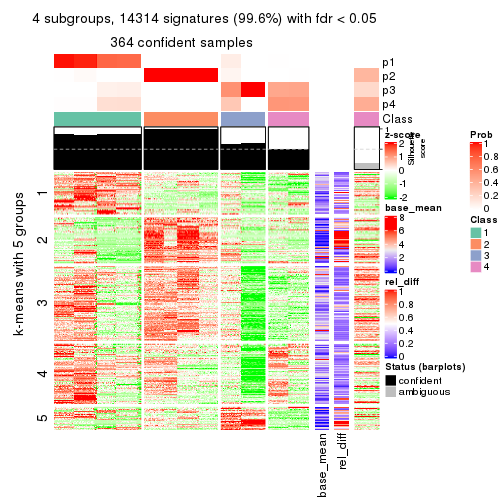 4 subgroups, 14314 signatures (99.6%) with fdr < 0.05
364 confident samples
p1
p2
p3
p4
Class
1
Silhouette
score
z-score
2
1
0
-1
-2
base_mean
8
6
4
2
0
rel_diff
1
0.8
0.6
0.4
0.2
0
Status (barplots)
confident
ambiguous
Prob
1
0.8
0.6
0.4
0.2
0
Class
1
2
3
4
k-means with 5 groups
1
2
3
4
5
base_mean
rel_diff